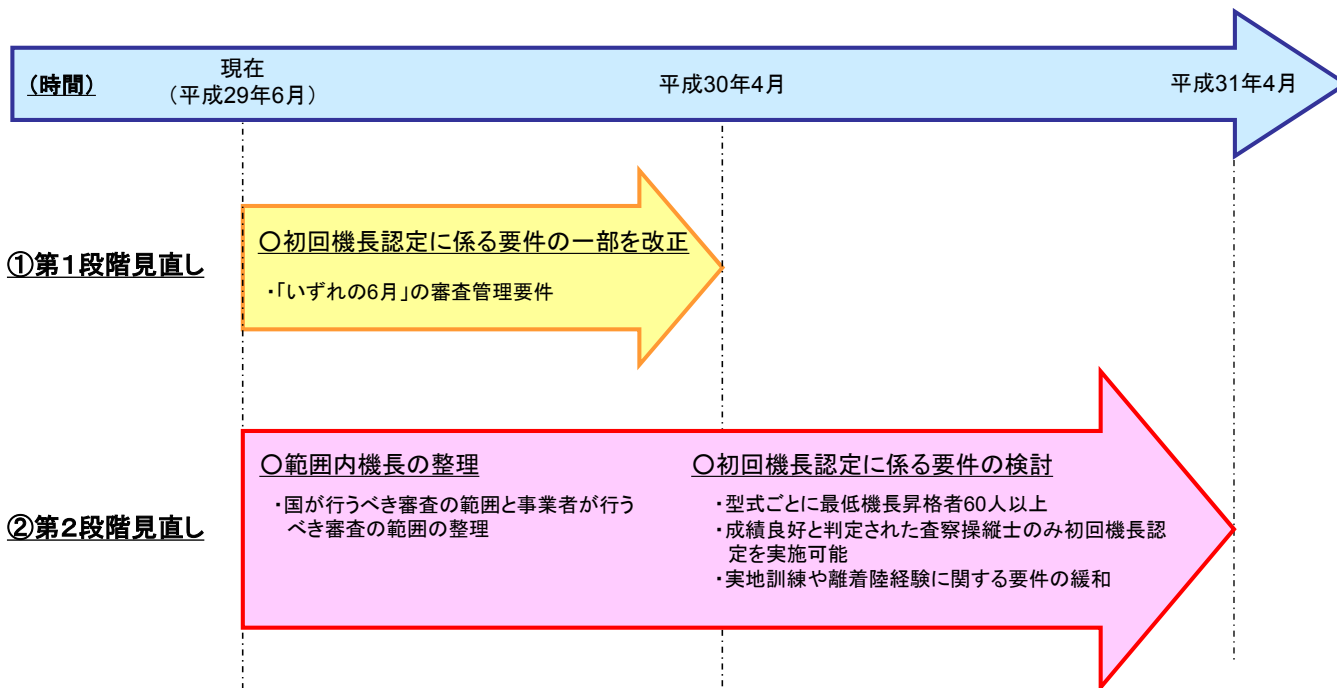 (時間)
現在
(平成29年6月)
平成30年4月
平成31年4月
①第1段階見直し
○初回機長認定に係る要件の一部を改正
・「いずれの6月」の審査管理要件
②第2段階見直し
○範囲内機長の整理
・国が行うべき審査の範囲と事業者が行う
べき審査の範囲の整理
○初回機長認定に係る要件の検討
・型式ごとに最低機長昇格者60人以上
・成績良好と判定された査察操縦士のみ初回機長認
定を実施可能
・実地訓練や離着陸経験に関する要件の緩和